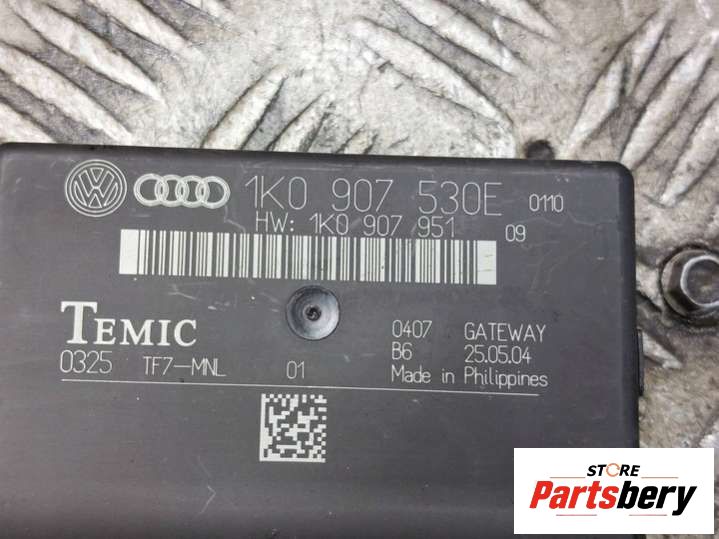 1K0 907 530E 0110
HW: 1K0 907 951 09
TEMIC
0407 GATEWAY
0325 TF7-MNL 01
B6 25.05.04
Made in Philippines
STORE
Partsbery